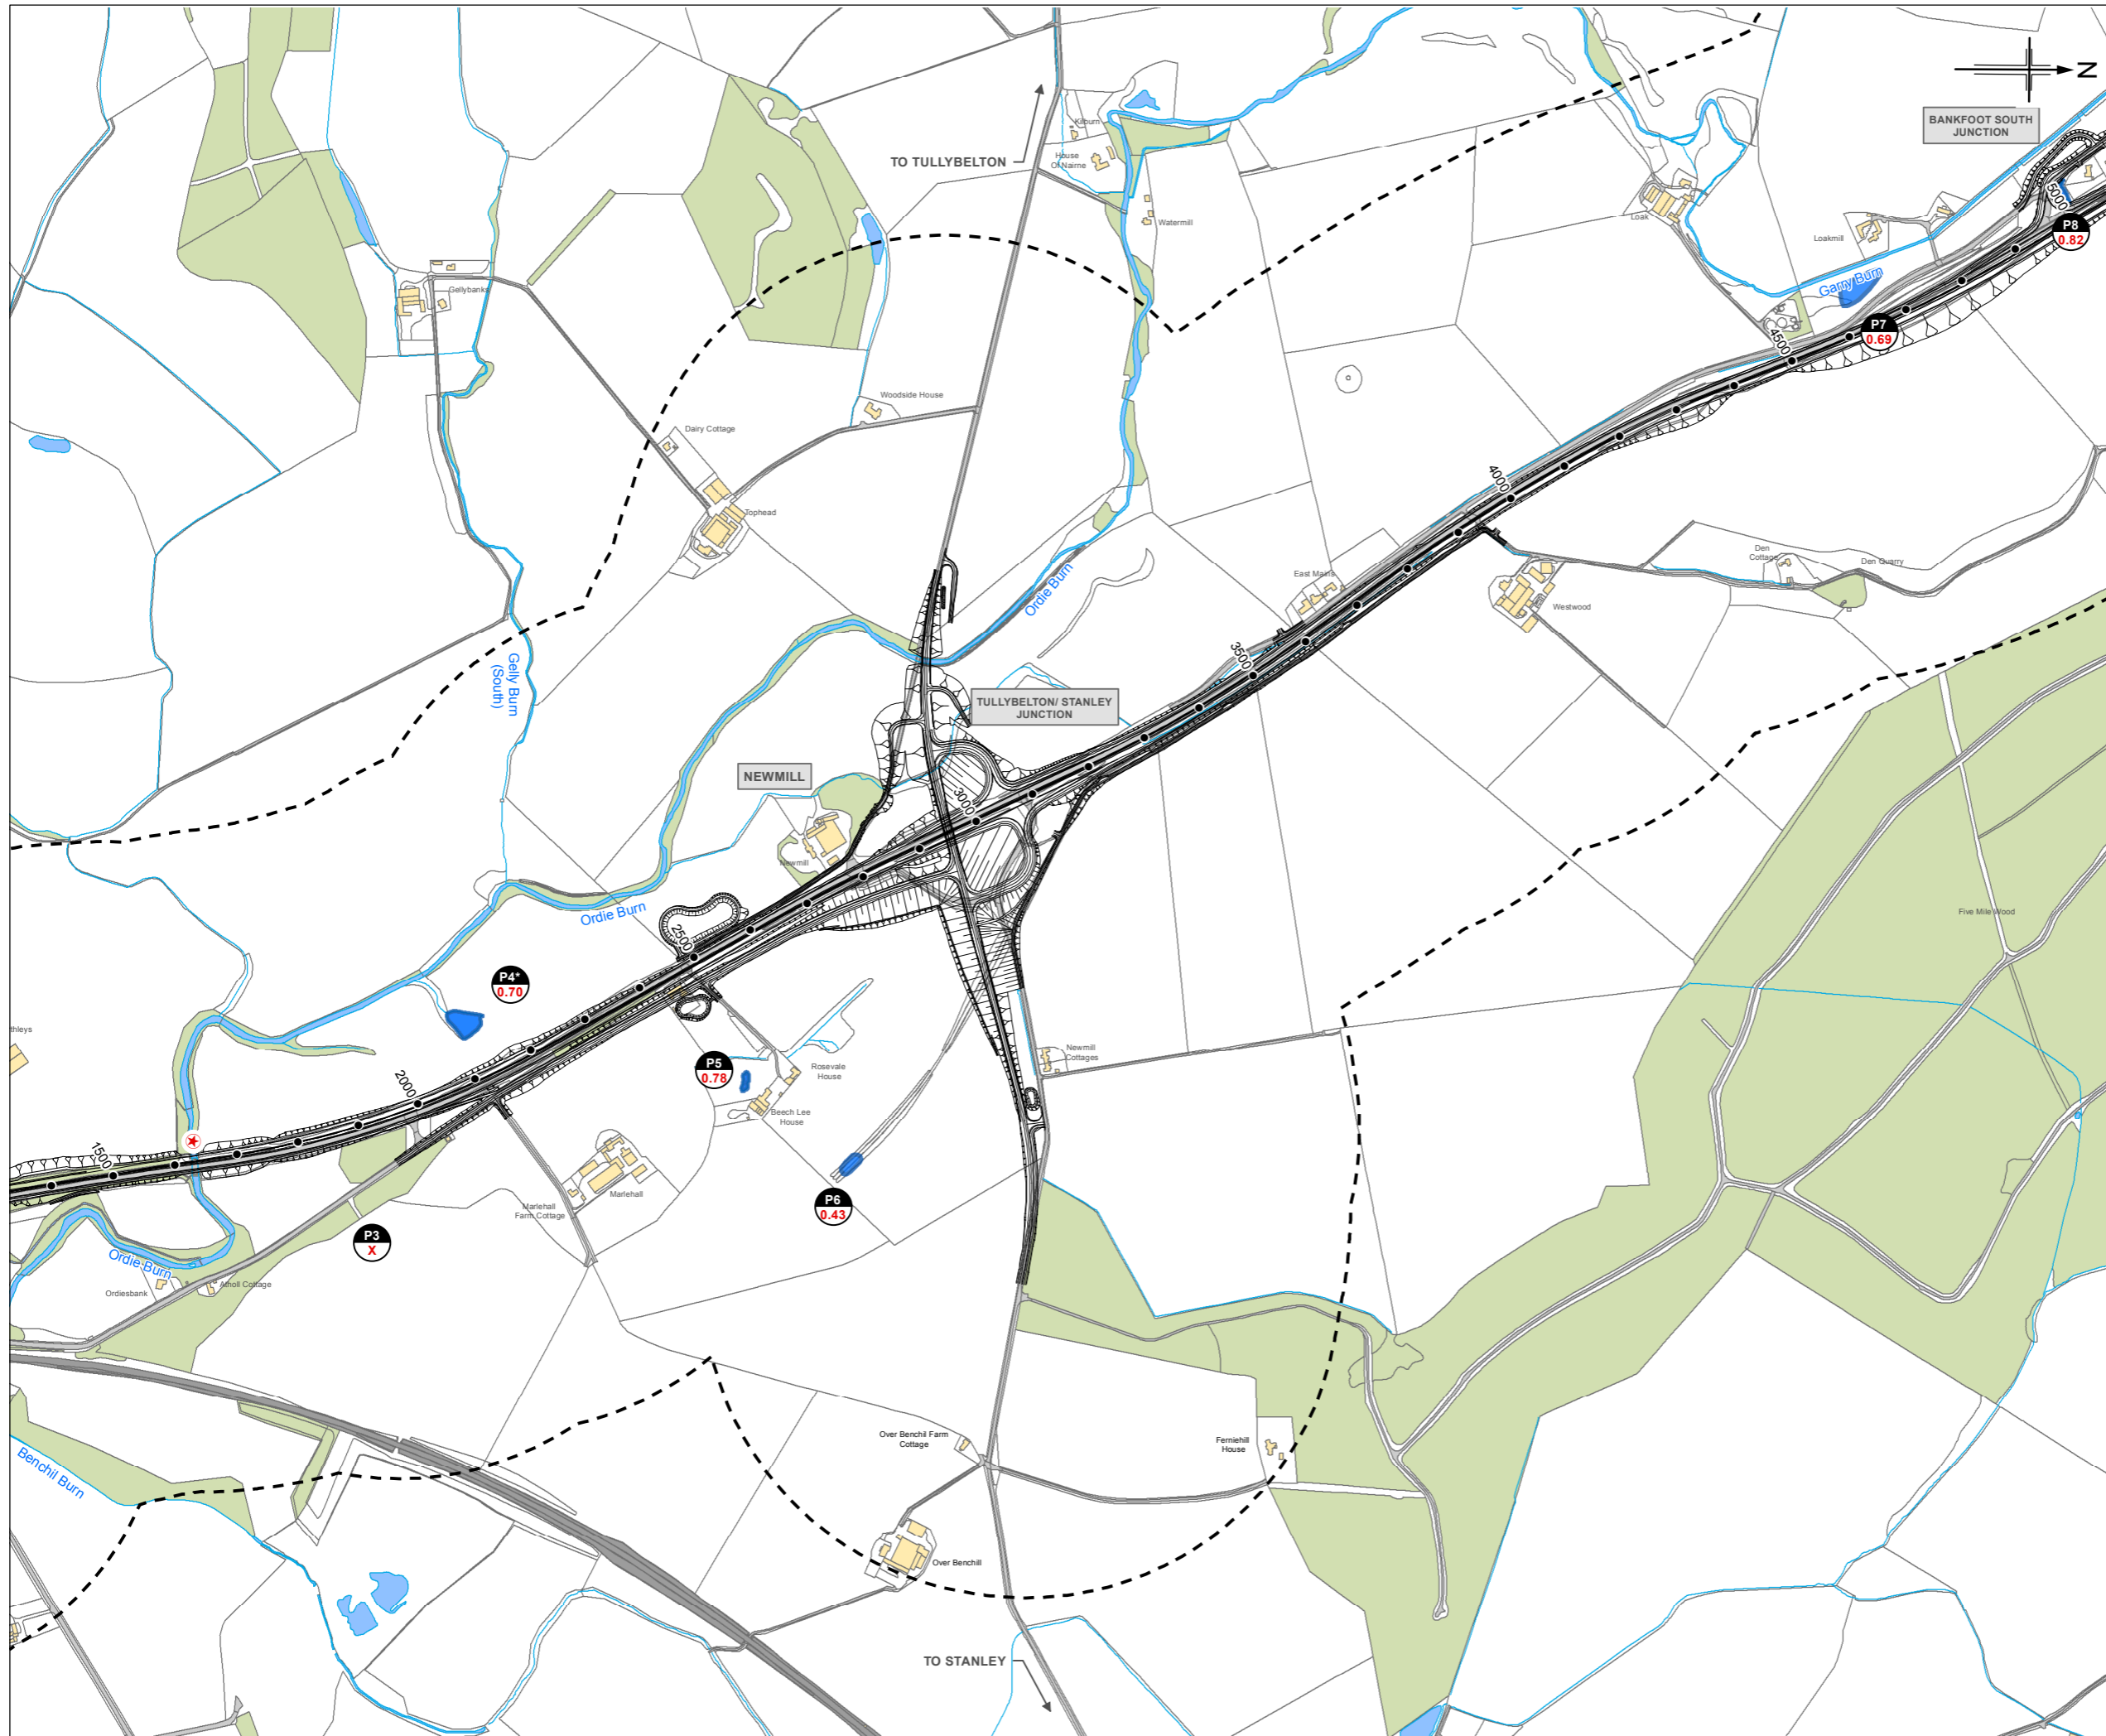 N
BANKFOOT SOUTH
JUNCTION
TO TULLYBELTON
Kilburn
House
Of Nairne
Watermill
Loak
Loakmill
5000
P8
0.82
Garry Burn
P7
0.69
4500
Gellybanks
Woodside House
Dairy Cottage
Tophead
4000
Den
Cottage
Den Quarry
East Mains
Westwood
Ordie Burn
3500
Gelly Burn
(South)
TULLYBELTON/ STANLEY
JUNCTION
NEWMILL
3000
Newmill
Ordie Burn
2500
Five Mile Wood
P4*
0.70
thleys
P5
0.78
Rosevale
House
Newmill
Cottages
2000
Beech Lee
House
1500
Marlehall
Marlehall
Farm Cottage
P6
0.43
P3
X
Ordie Burn
Ordiesbank
Atholl Cottage
Over Benchil Farm
Cottage
Ferniehill
House
Benchil Burn
Over Benchill
TO STANLEY